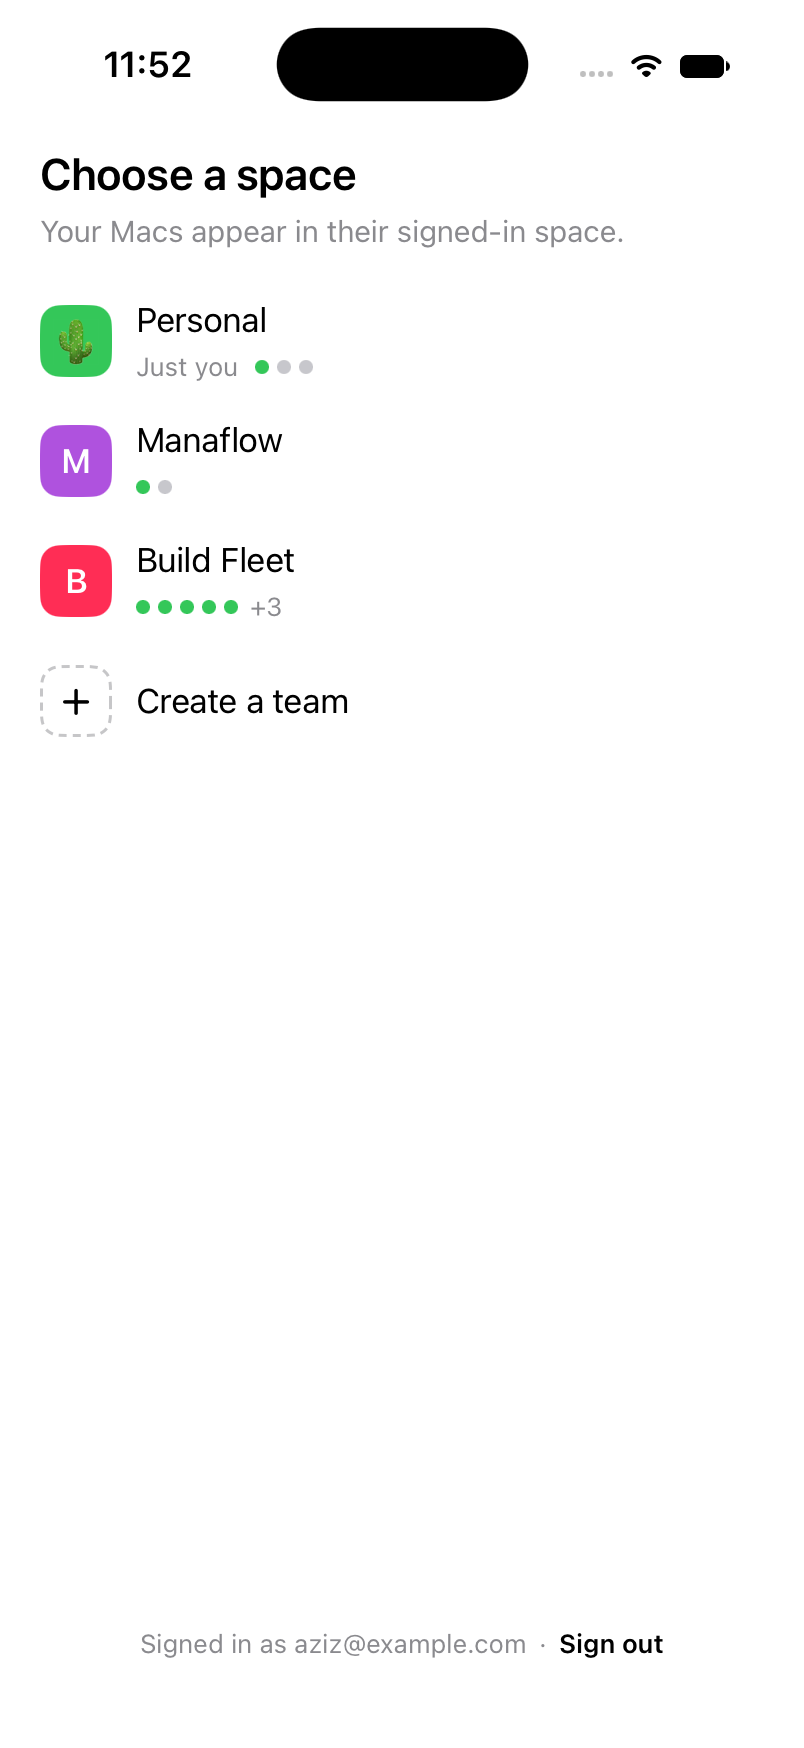 11:52
Choose a space
Your Macs appear in their signed-in space.
Personal
Just you
M
Manaflow
B
Build Fleet
+3
Create a team
Signed in as aziz@example.com · Sign out